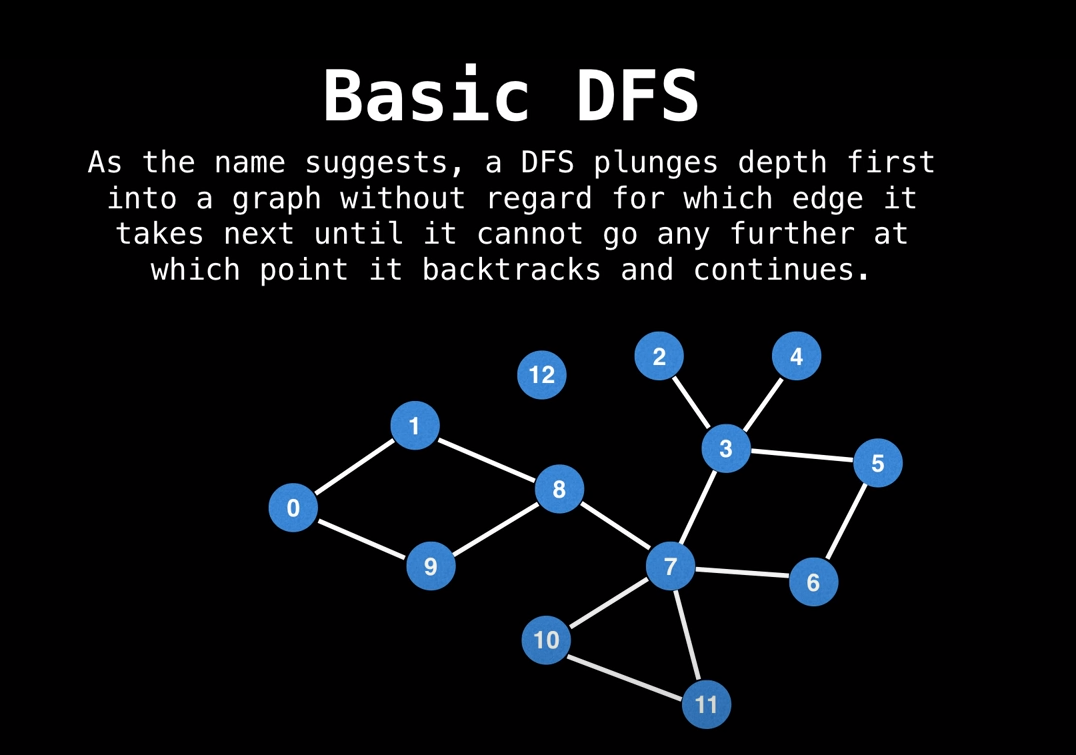 Basic DFS
As the name suggests, a DFS plunges depth first
into a graph without regard for which edge it
takes next until it cannot go any further at
which point it backtracks and continues.
2
4
12
1
3
5
8
0
9
7
6
10
11